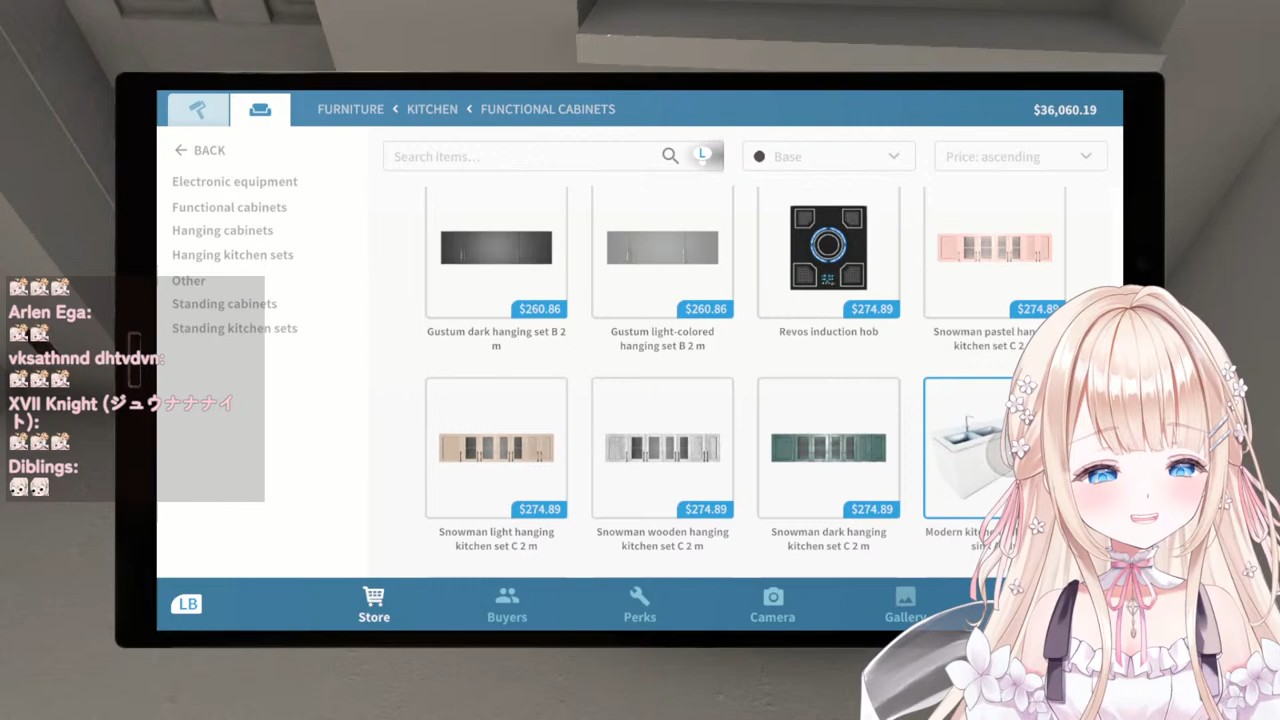 FURNITURE < KITCHEN < FUNCTIONAL CABINETS
$36,060.19
BACK
Search items...
L
Base
Price: ascending
Electronic equipment
Functional cabinets
Hanging cabinets
Hanging kitchen sets
Other
Standing cabinets
Standing kitchen sets
$260.86
$260.86
$274.89
$274.89
Gustum dark hanging set B 2
m
Gustum light-colored
hanging set B 2 m
Revos induction hob
Snowman pastel
kitchen set C 2
$274.89
$274.89
$274.89
Snowman light hanging
kitchen set C 2 m
Snowman wooden hanging
kitchen set C 2 m
Snowman dark hanging
kitchen set C 2 m
Modern
Arlen Ega:
vksathnnd dhtvdvn:
XVII Knight (ジュウナナナイ
ト):
Diblings:
LB
Store
Buyers
Perks
Camera
Gallery